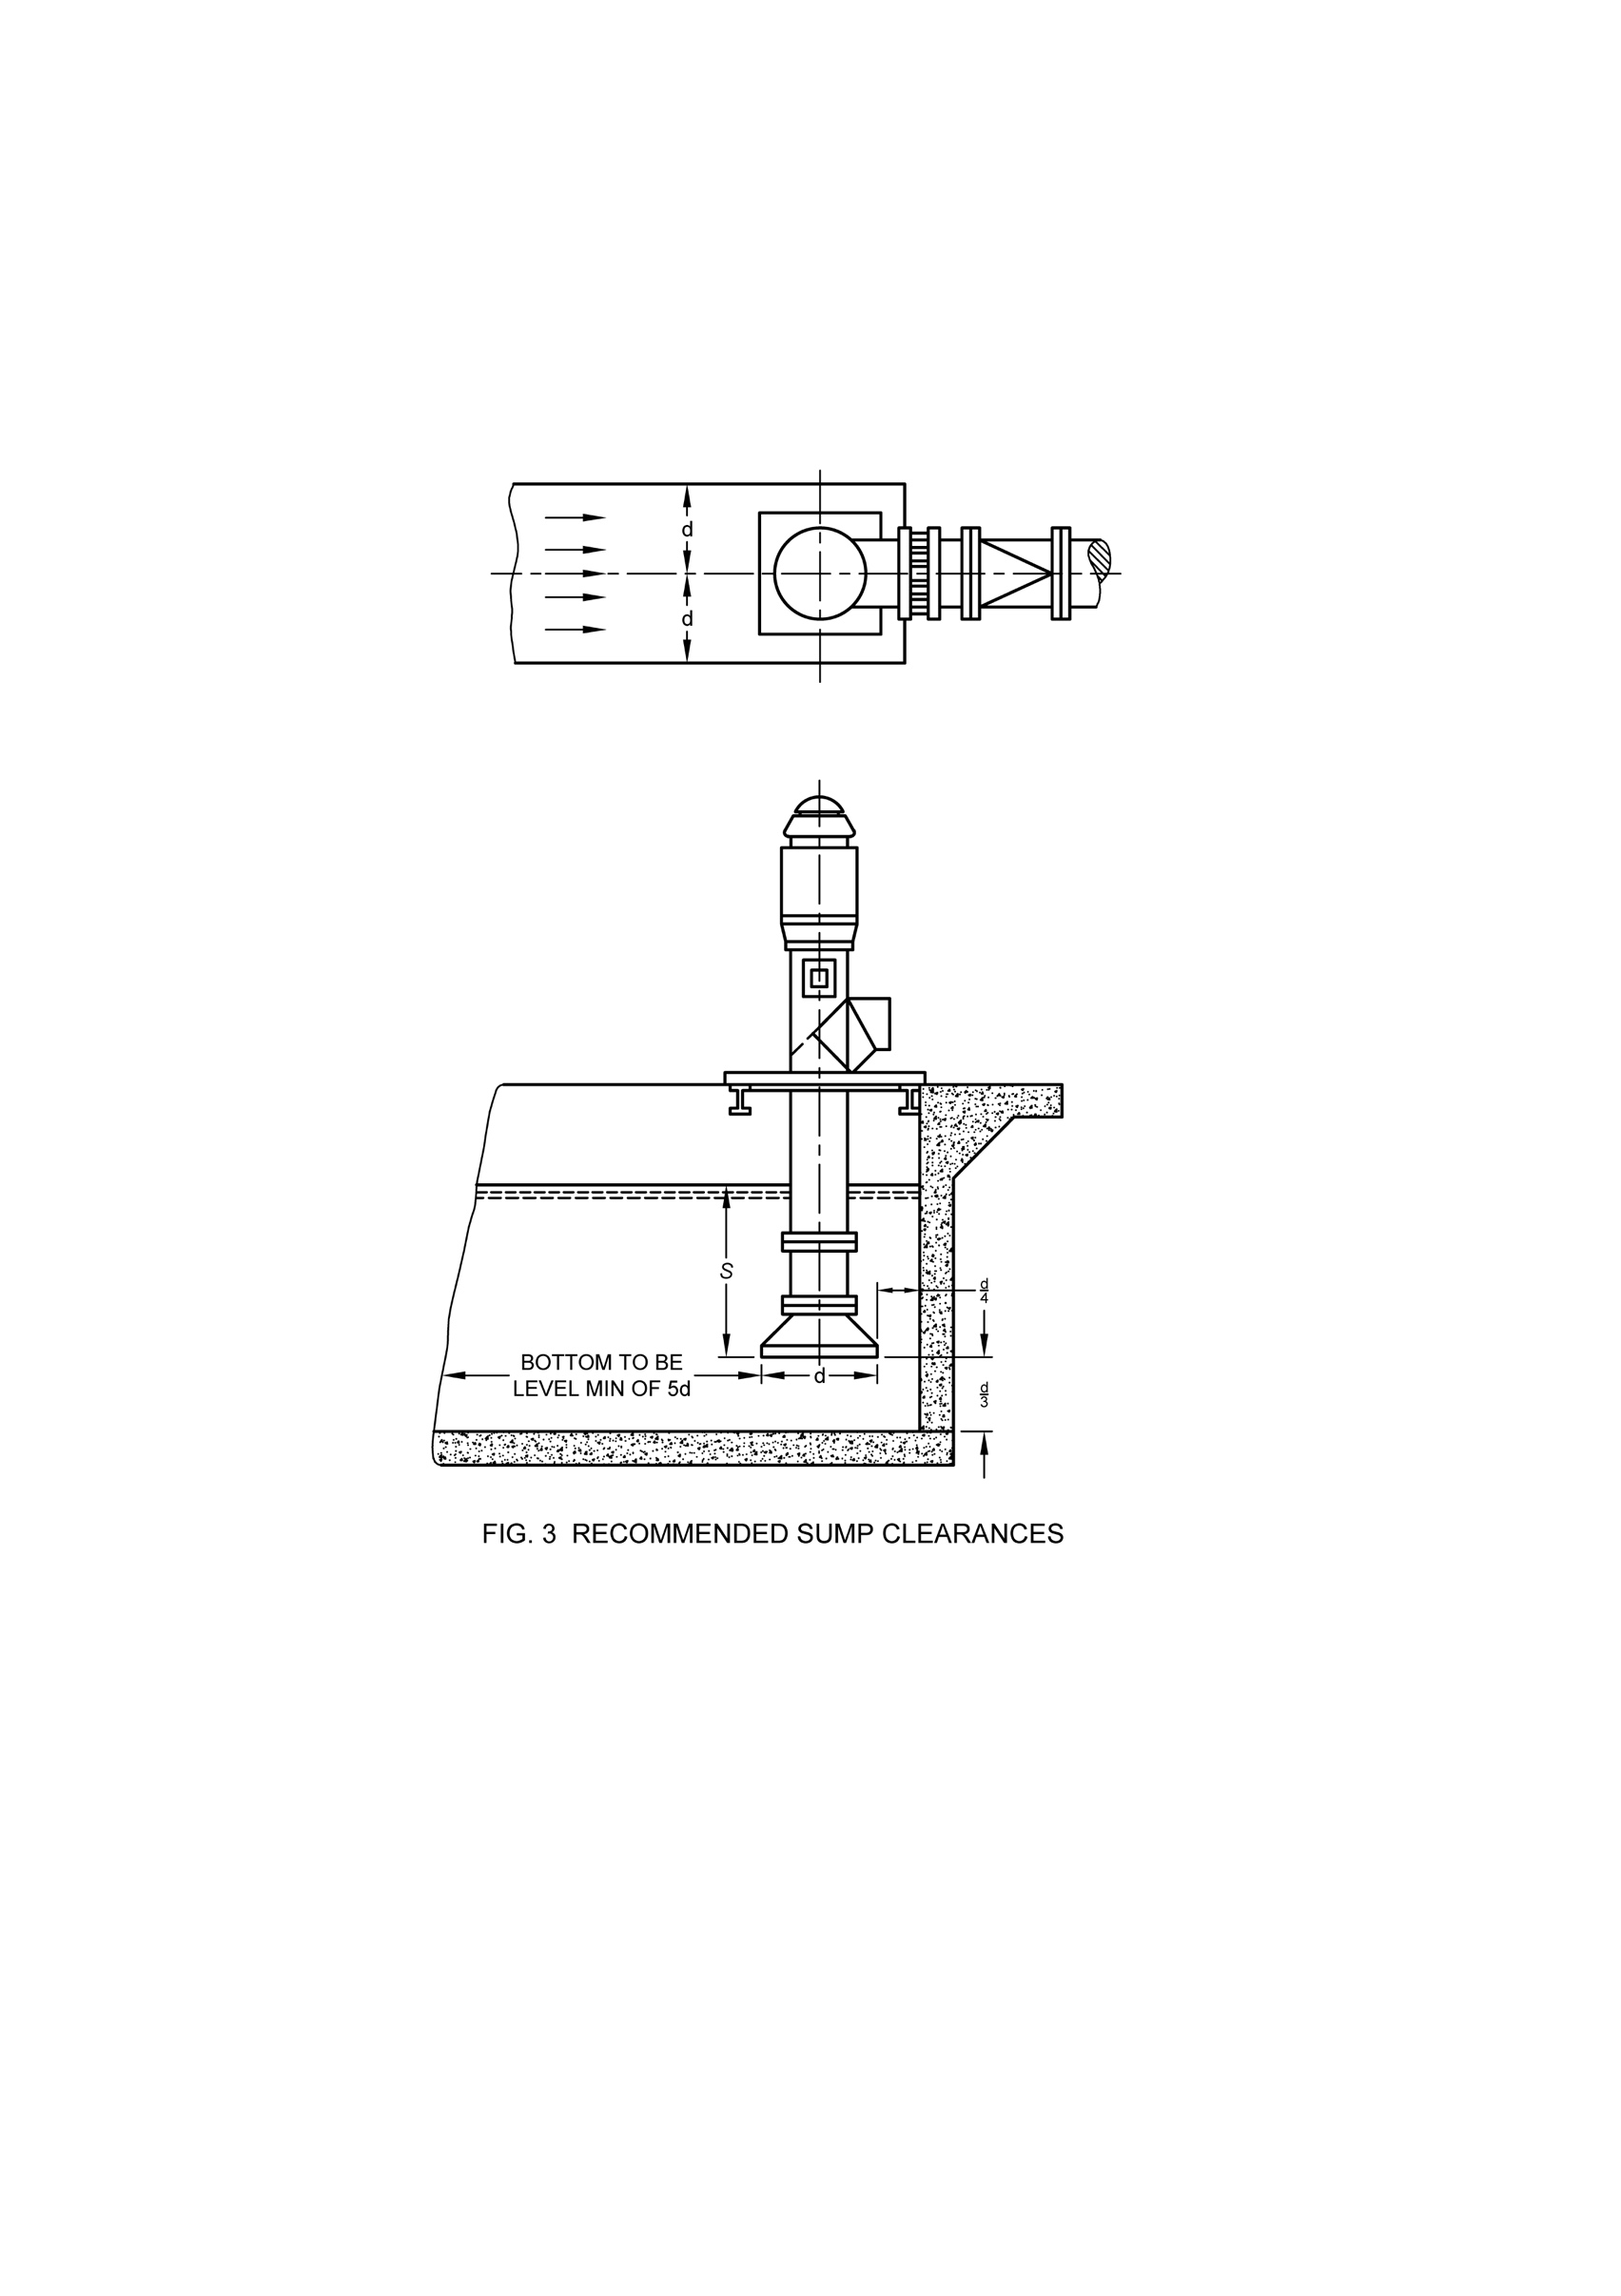 d
d
S
d
4
BOTTOM TO BE
LEVEL MIN OF 5d
d
d
3
FIG. 3 RECOMMENDED SUMP CLEARANCES